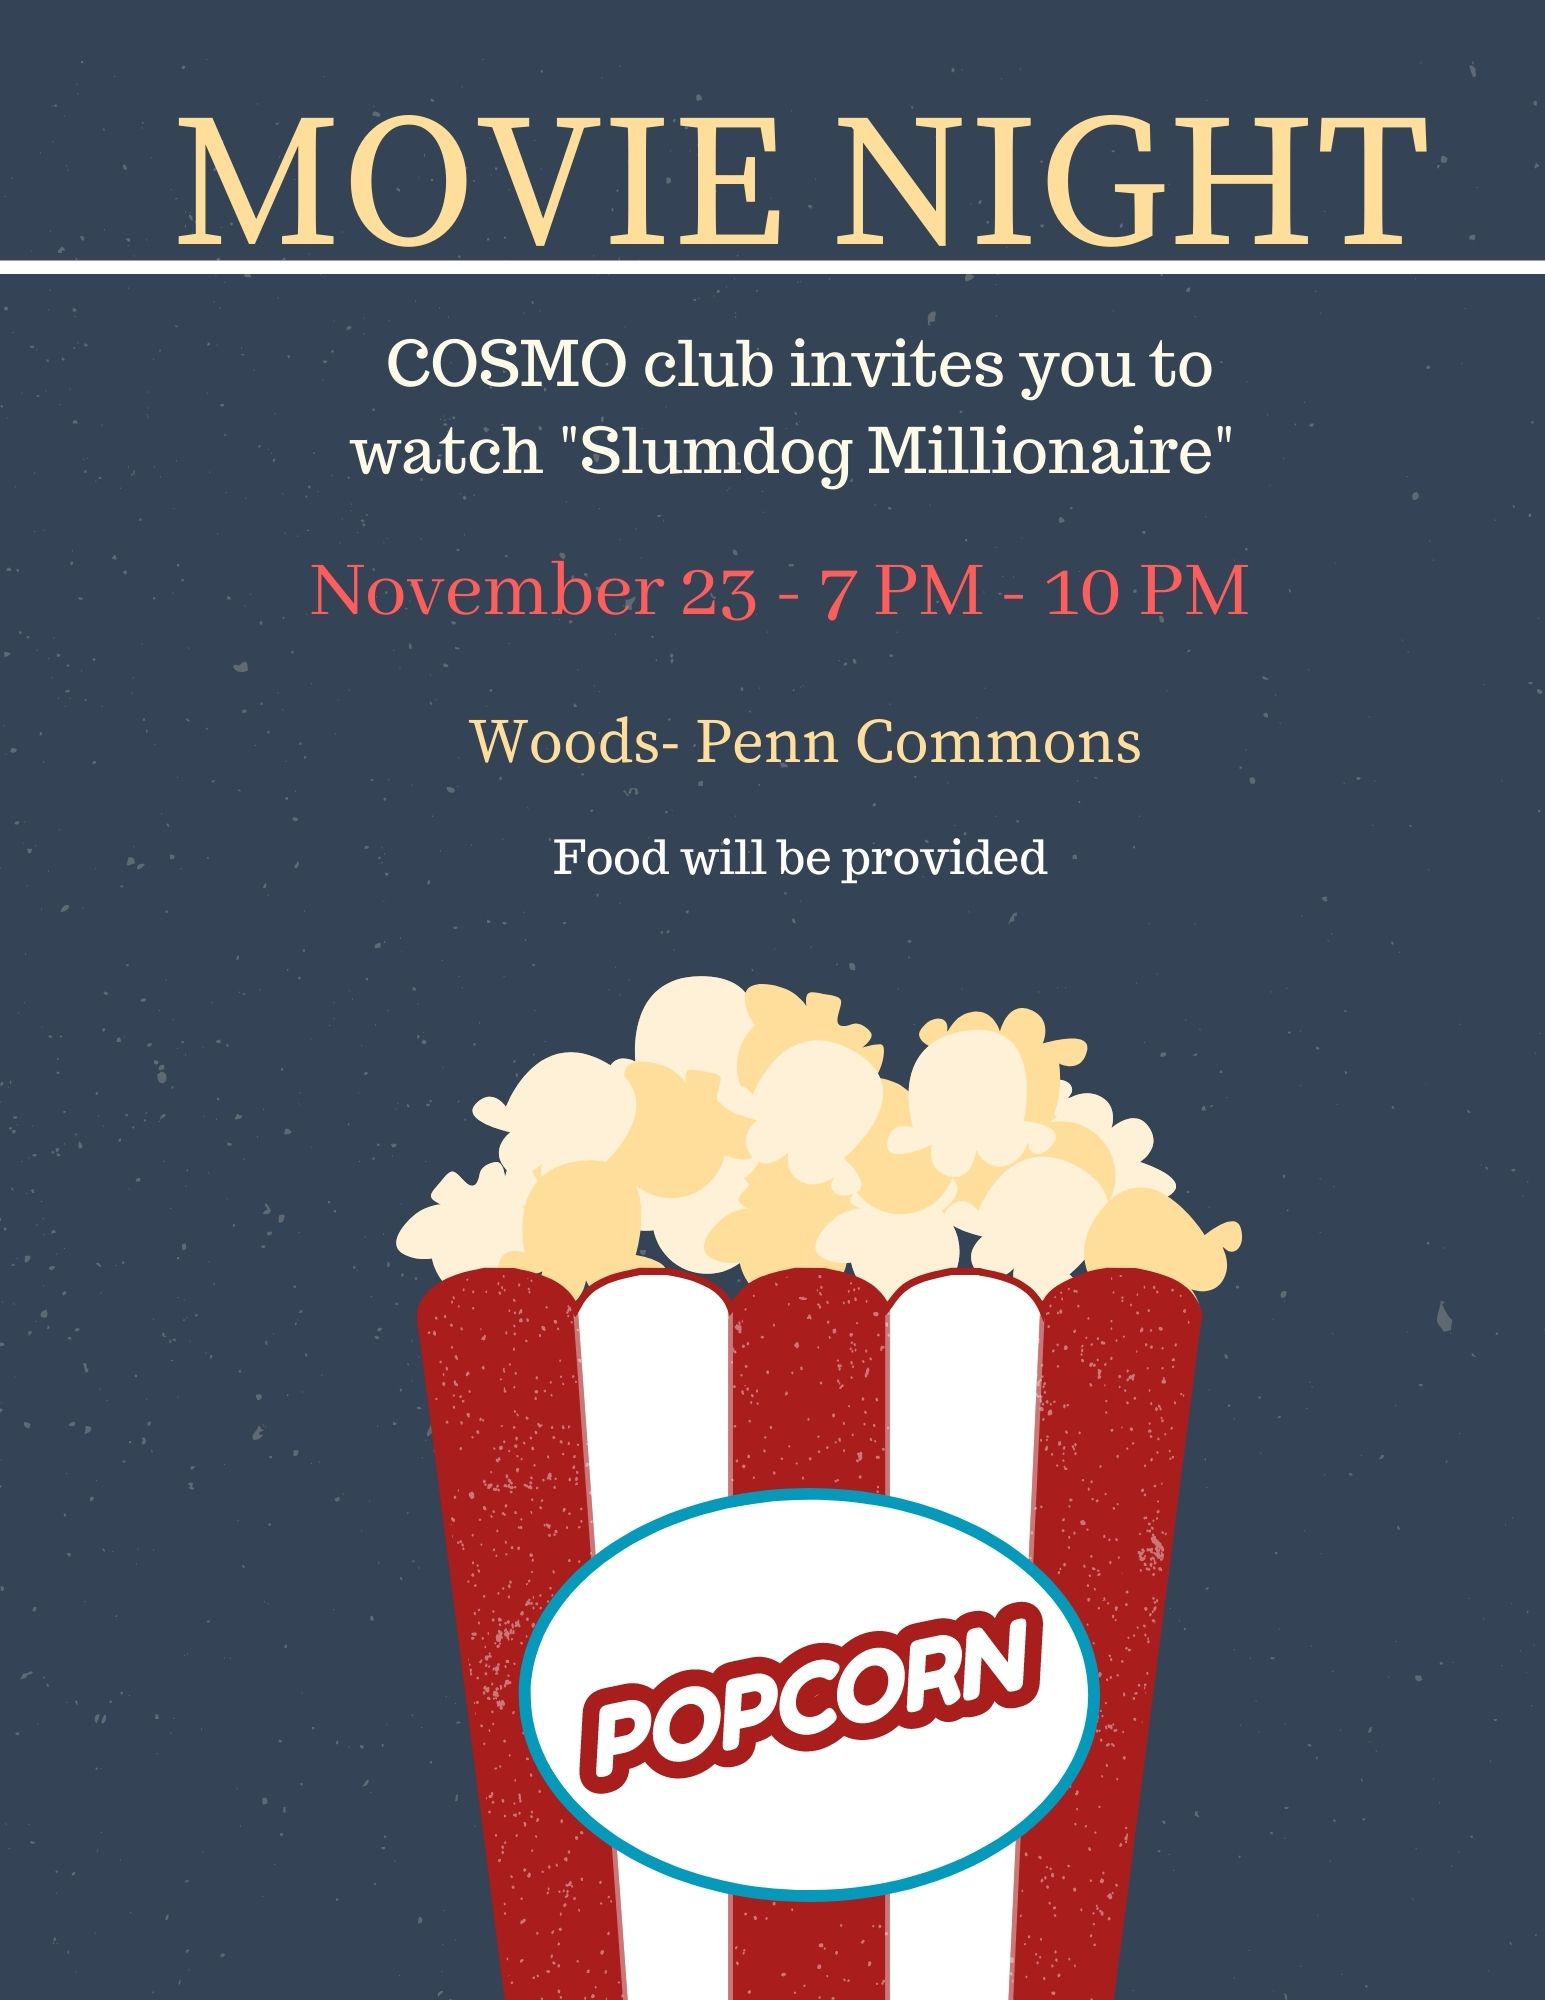 MOVIE NIGHT
COSMO club invites you to
watch "Slumdog Millionaire"
November 23 - 7 PM - 10 PM
Woods- Penn Commons
Food will be provided
POPCORN